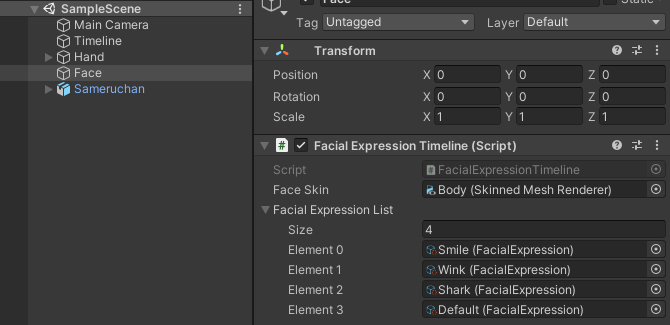 SampleScene
Main Camera
Timeline
Hand
Face
Sameruchan
Face
Static
Tag Untagged Layer Default
Transform
Position X 0 Y 0 Z 0
Rotation X 0 Y 0 Z 0
Scale X 1 Y 1 Z 1
Facial Expression Timeline (Script)
Script FacialExpressionTimeline
Face Skin Body (Skinned Mesh Renderer)
Facial Expression List
Size 4
Element 0 Smile (FacialExpression)
Element 1 Wink (FacialExpression)
Element 2 Shark (FacialExpression)
Element 3 Default (FacialExpression)